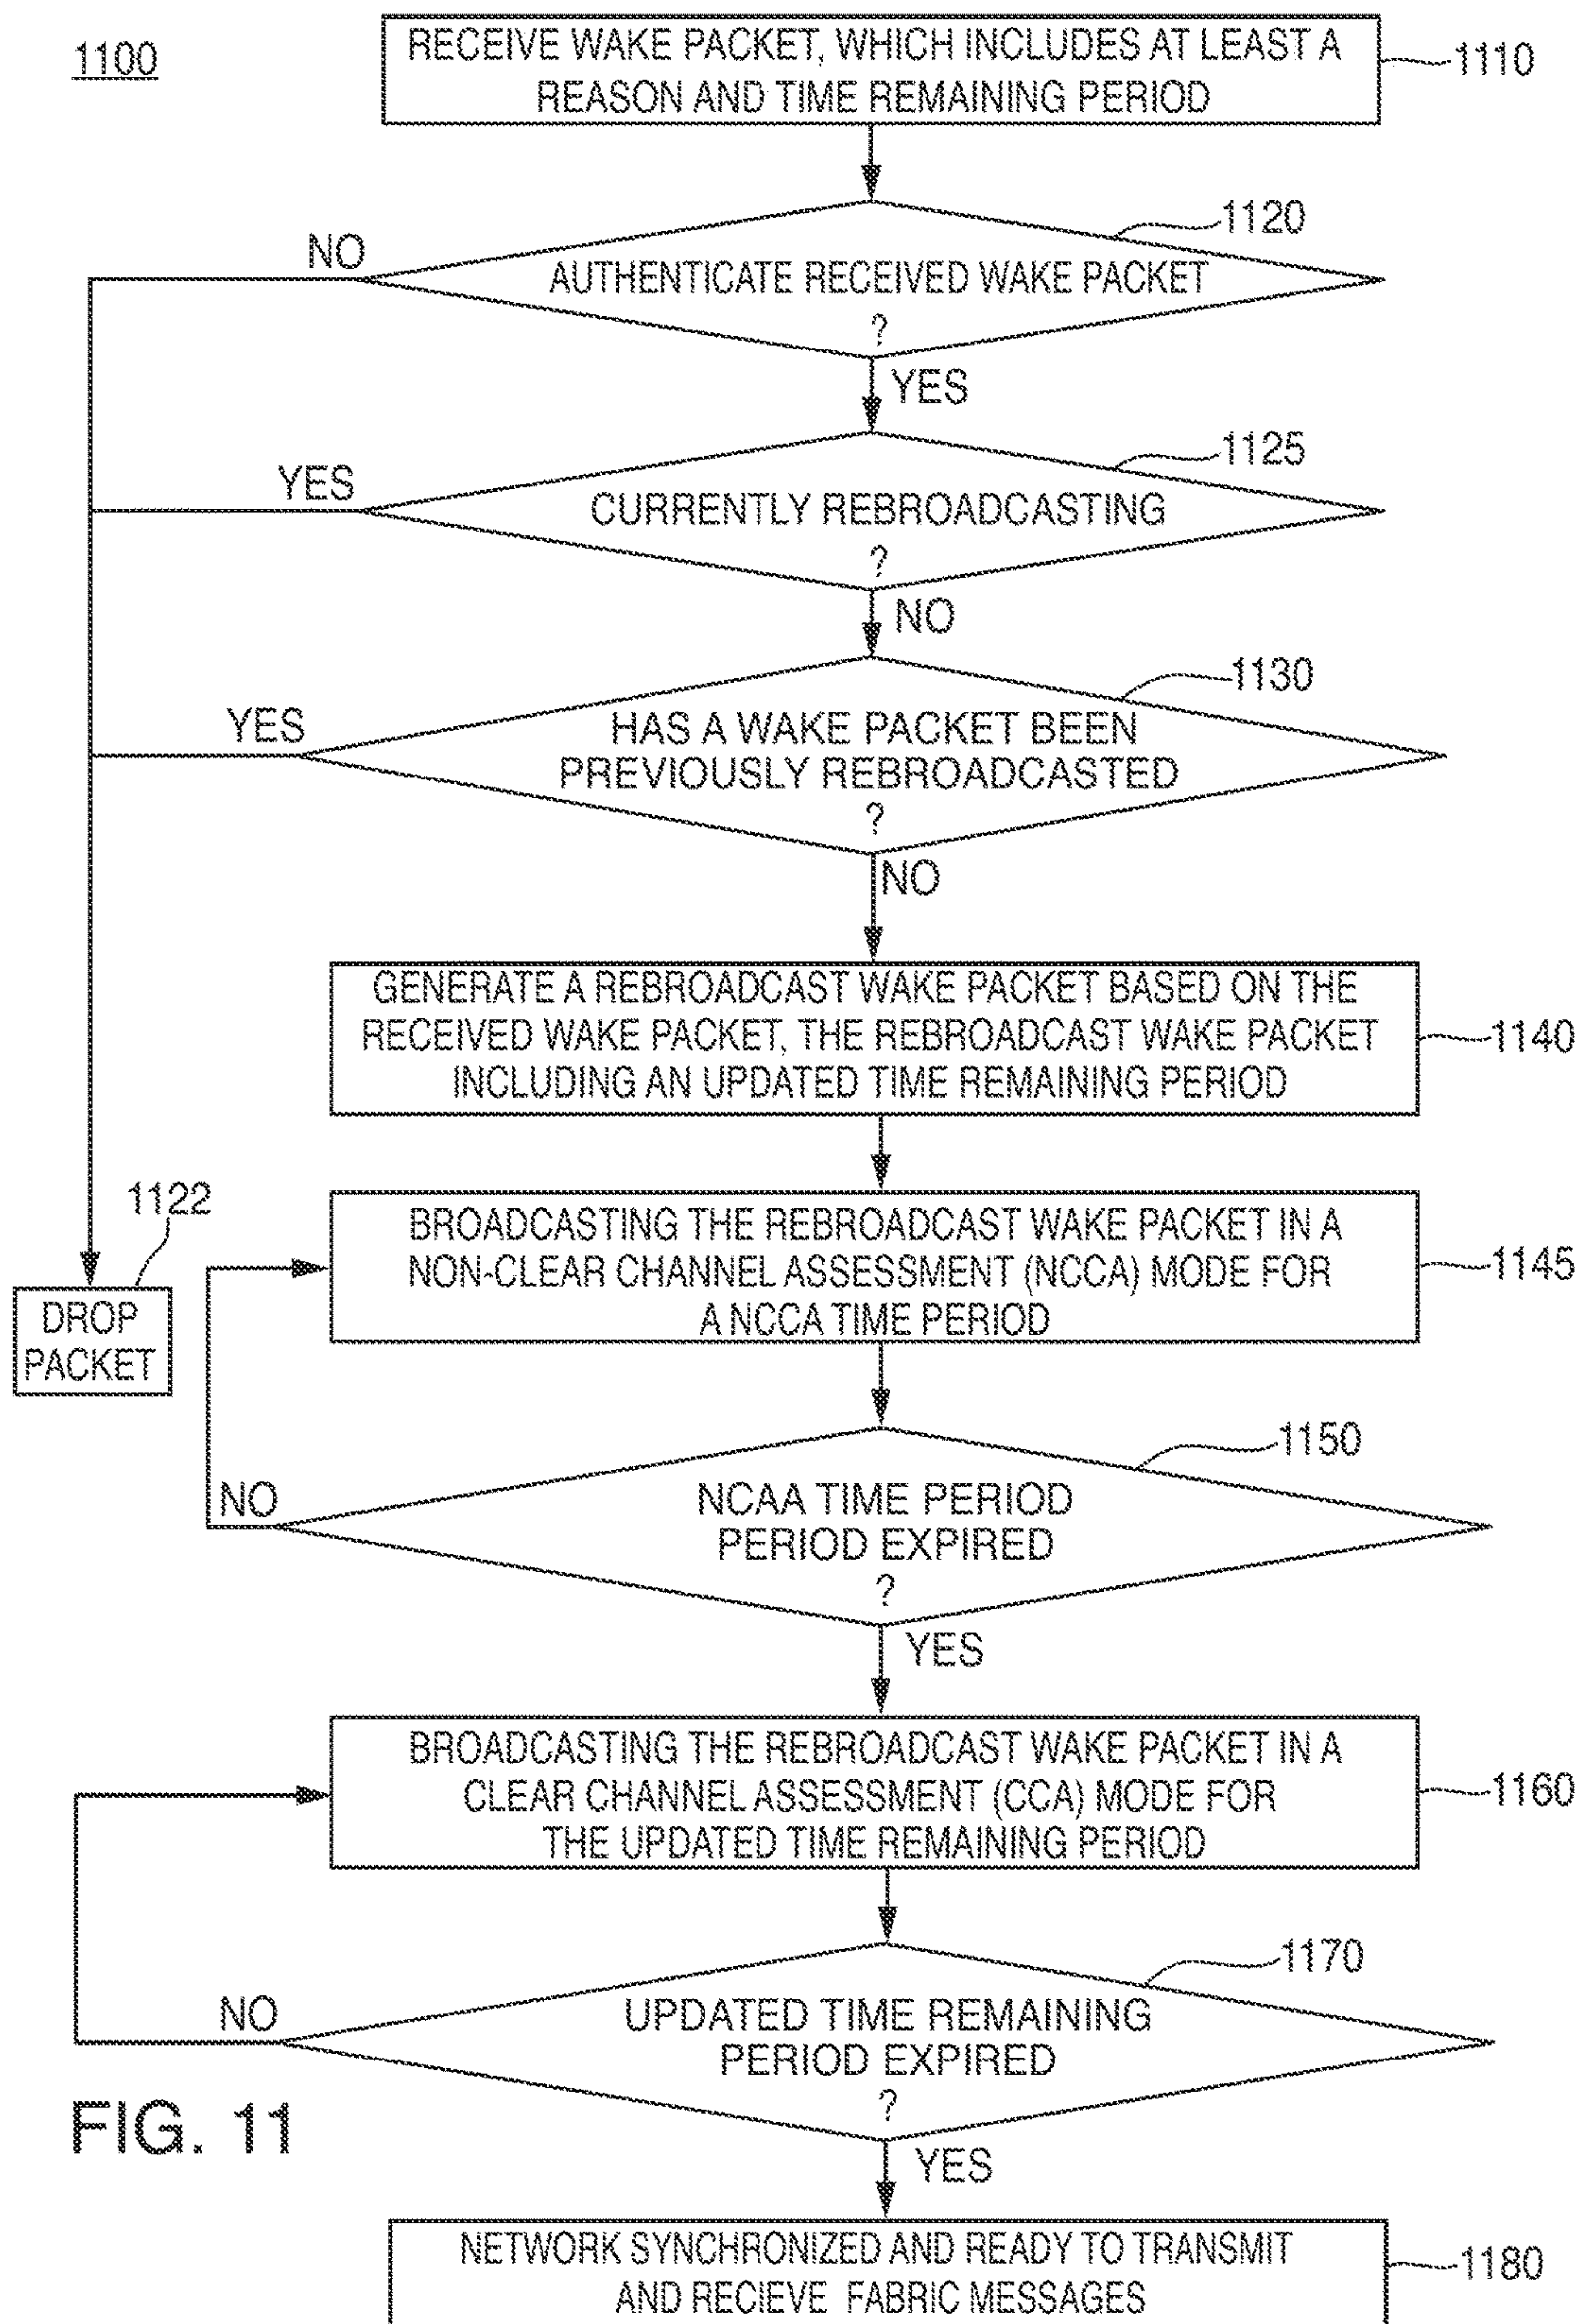 1100
RECEIVE WAKE PACKET, WHICH INCLUDES AT LEAST A
REASON AND TIME REMAINING PERIOD
1110
1120
NO
AUTHENTICATE RECEIVED WAKE PACKET
?
YES
1125
YES
CURRENTLY REBROADCASTING
?
NO
1130
YES
HAS A WAKE PACKET BEEN
PREVIOUSLY REBROADCASTED
?
NO
GENERATE A REBROADCAST WAKE PACKET BASED ON THE
RECEIVED WAKE PACKET, THE REBROADCAST WAKE PACKET
INCLUDING AN UPDATED TIME REMAINING PERIOD
1140
1122
DROP
PACKET
BROADCASTING THE REBROADCAST WAKE PACKET IN A
NON-CLEAR CHANNEL ASSESSMENT (NCCA) MODE FOR
A NCCA TIME PERIOD
1145
1150
NO
NCAA TIME PERIOD
PERIOD EXPIRED
?
YES
BROADCASTING THE REBROADCAST WAKE PACKET IN A
CLEAR CHANNEL ASSESSMENT (CCA) MODE FOR
THE UPDATED TIME REMAINING PERIOD
1160
1170
NO
UPDATED TIME REMAINING
PERIOD EXPIRED
?
YES
FIG. 11
NETWORK SYNCHRONIZED AND READY TO TRANSMIT
AND RECIEVE FABRIC MESSAGES
1180